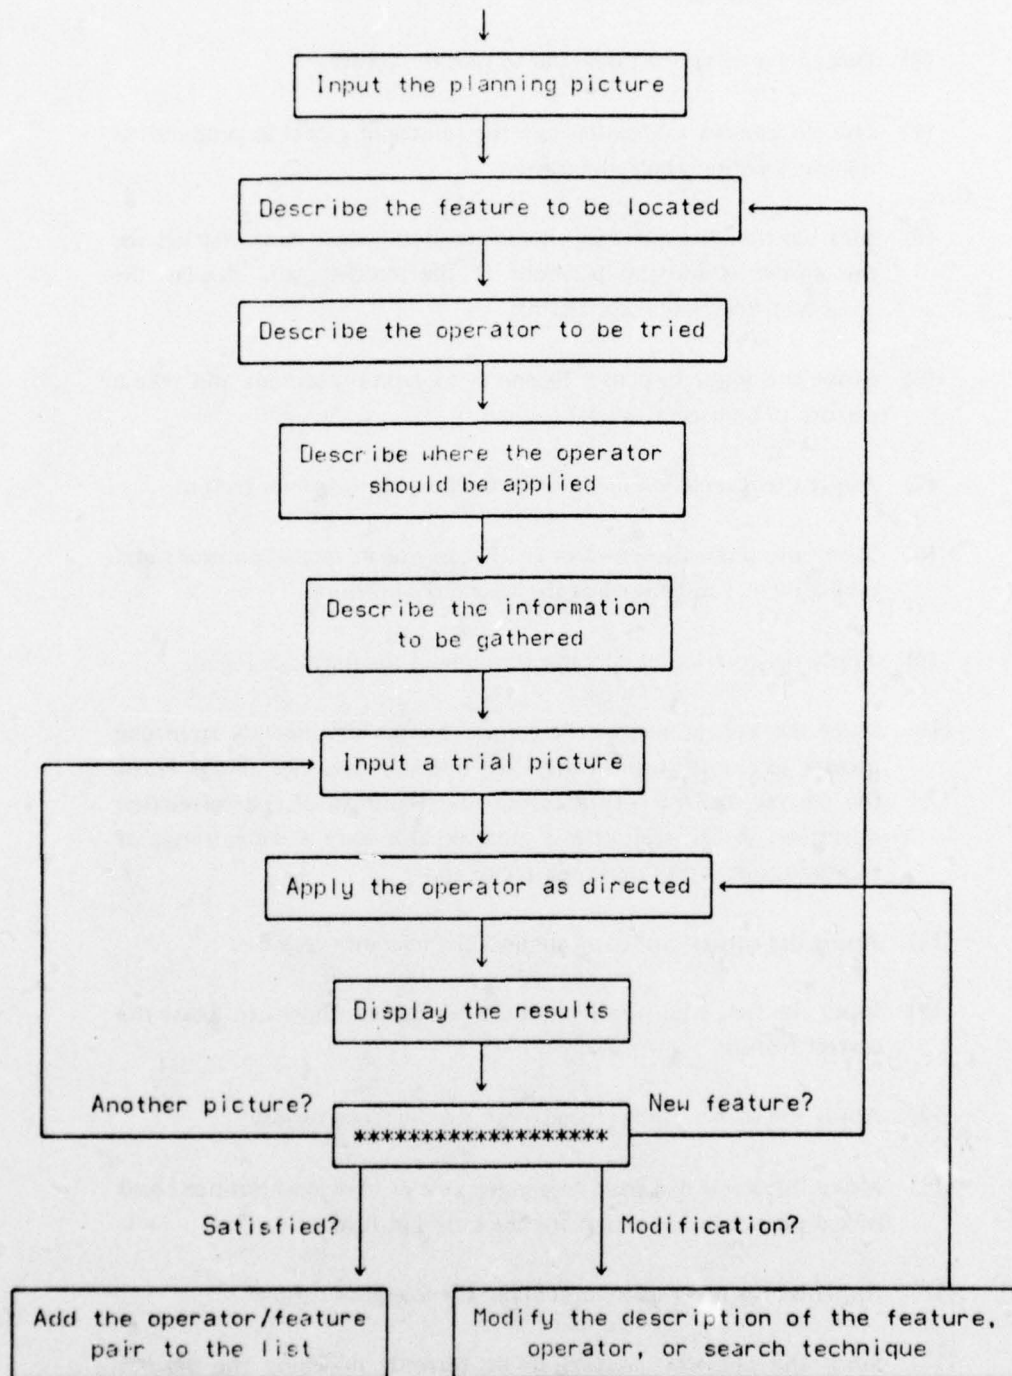 Input the planning picture
Describe the feature to be located
Describe the operator to be tried
Describe where the operator
should be applied
Describe the information
to be gathered
Input a trial picture
Apply the operator as directed
Display the results
Another picture?
New feature?
*******************
Satisfied?
Modification?
Add the operator/feature
pair to the list
Modify the description of the feature,
operator, or search technique